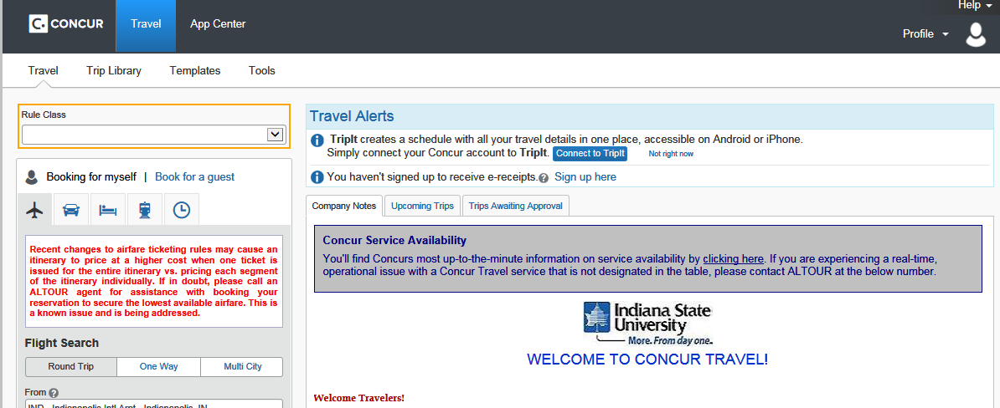 Help
C. CONCUR
Travel
App Center
Profile
Travel
Trip Library
Templates
Tools
Rule Class
Booking for myself | Book for a guest
Recent changes to airfare ticketing rules may cause an
itinerary to price at a higher cost when one ticket is
issued for the entire itinerary vs. pricing each segment
of the itinerary individually. If in doubt, please call an
ALTOUR agent for assistance with booking your
reservation to secure the lowest available airfare. This is
a known issue and is being addressed.
Flight Search
Round Trip
One Way
Multi City
From ?
IND - Indianapolis Intl Arpt - Indianapolis, IN
Travel Alerts
TripIt creates a schedule with all your travel details in one place, accessible on Android or iPhone.
Simply connect your Concur account to TripIt. Connect to TripIt Not right now
You haven't signed up to receive e-receipts. ? Sign up here
Company Notes
Upcoming Trips
Trips Awaiting Approval
Concur Service Availability
You'll find Concurs most up-to-the-minute information on service availability by clicking here. If you are experiencing a real-time,
operational issue with a Concur Travel service that is not designated in the table, please contact ALTOUR at the below number.
Indiana State
University
More. From day one.
WELCOME TO CONCUR TRAVEL!
Welcome Travelers!